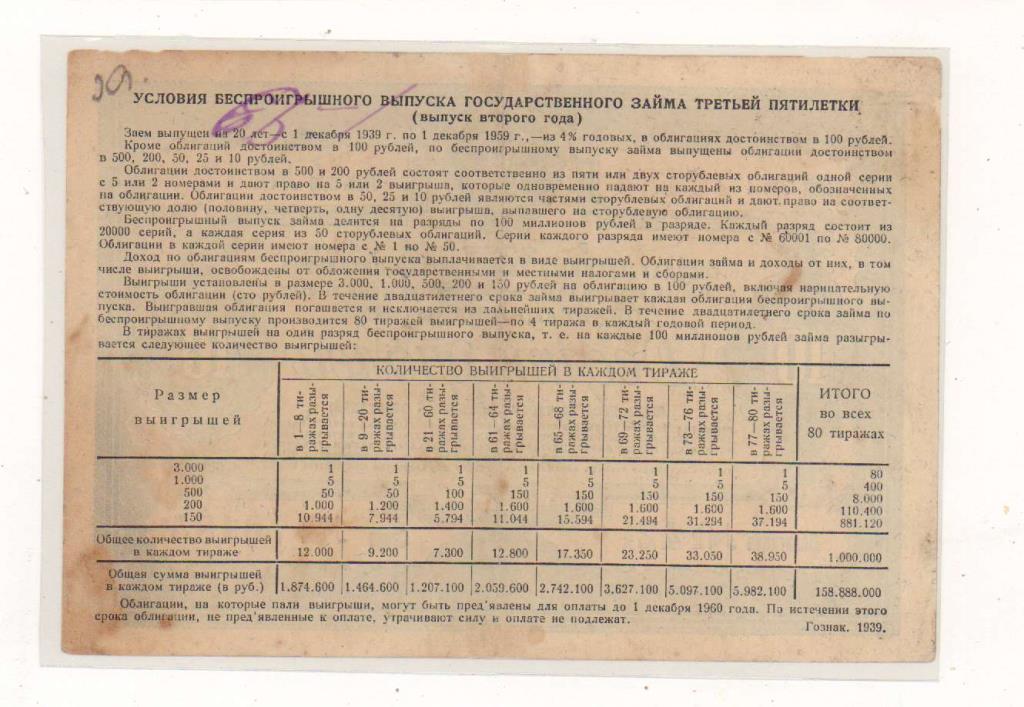 УСЛОВИЯ БЕСПРОИГРЫШНОГО ВЫПУСКА ГОСУДАРСТВЕННОГО ЗАЙМА ТРЕТЬЕЙ ПЯТИЛЕТКИ
(выпуск второго года)
Заем выпущен на 20 лет—с 1 декабря 1939 г. по 1 декабря 1959 г.,—из 4% годовых, в облигациях достоинством в 100 рублей.
Кроме облигаций достоинством в 100 рублей, по беспроигрышному выпуску займа выпущены облигации достоинством
в 500, 200, 50, 25 и 10 рублей.
Облигации достоинством в 500 и 200 рублей состоят соответственно из пяти или двух сторублевых облигаций одной серии
с 5 или 2 номерами и дают право на 5 или 2 выигрыша, которые одновременно падают на каждый из номеров, обозначенных
на облигации. Облигации достоинством в 50, 25 и 10 рублей являются частями сторублевых облигаций и дают право на соответ-
ствующую долю (половину, четверть, одну десятую) выигрыша, выпавшего на сторублевую облигацию.
Беспроигрышный выпуск займа делится на разряды по 100 миллионов рублей в разряде. Каждый разряд состоит из
20000 серий, а каждая серия из 50 сторублевых облигаций. Серии каждого разряда имеют номера с № 60001 по № 80000.
Облигации в каждой серии имеют номера с № 1 по № 50.
Доход по облигациям беспроигрышного выпуска выплачивается в виде выигрышей. Облигации займа и доходы от них, в том
числе выигрыши, освобождены от обложения государственными и местными налогами и сборами.
Выигрыши установлены в размере 3.000, 1.000, 500, 200 и 150 рублей на облигацию в 100 рублей, включая нарицательную
стоимость облигации (сто рублей). В течение двадцатилетнего срока займа выигрывает каждая облигация беспроигрышного вы-
пуска. Выигравшая облигация погашается и исключается из дальнейших тиражей. В течение двадцатилетнего срока займа по
беспроигрышному выпуску производится 80 тиражей выигрышей—по 4 тиража в каждый годовой период.
В тиражах выигрышей на один разряд беспроигрышного выпуска, т. е. на каждые 100 миллионов рублей займа разыгры-
вается следующее количество выигрышей:
Размер выигрышей КОЛИЧЕСТВО ВЫИГРЫШЕЙ В КАЖДОМ ТИРАЖЕ ИТОГО во всех 80 тиражах
в 1—8 ти-ражах разы-грывается в 9—20 ти-ражах разы-грывается в 21—60 ти-ражах разы-грывается в 61—64 ти-ражах разы-грывается в 65—68 ти-ражах разы-грывается в 69—72 ти-ражах разы-грывается в 73—76 ти-ражах разы-грывается в 77—80 ти-ражах разы-грывается
3.000 1 1 1 1 1 1 1 1 80
1.000 5 5 5 5 5 5 5 5 400
500 50 50 100 150 150 150 150 150 8.000
200 1.000 1.200 1.400 1.600 1.600 1.600 1.600 1.600 110.400
150 10.944 7.944 5.794 11.044 15.594 21.494 31.294 37.194 881.120
Общее количество выигрышей
в каждом тираже 12.000 9.200 7.300 12.800 17.350 23.250 33.050 38.950 1.000.000
Общая сумма выигрышей
в каждом тираже (в руб.) 1.874.600 1.464.600 1.207.100 2.059.600 2.742.100 3.627.100 5.097.100 5.982.100 158.888.000
Облигации, на которые пали выигрыши, могут быть пред'явлены для оплаты до 1 декабря 1960 года. По истечении этого
срока облигации, не пред'явленные к оплате, утрачивают силу и оплате не подлежат.
Гознак. 1939.